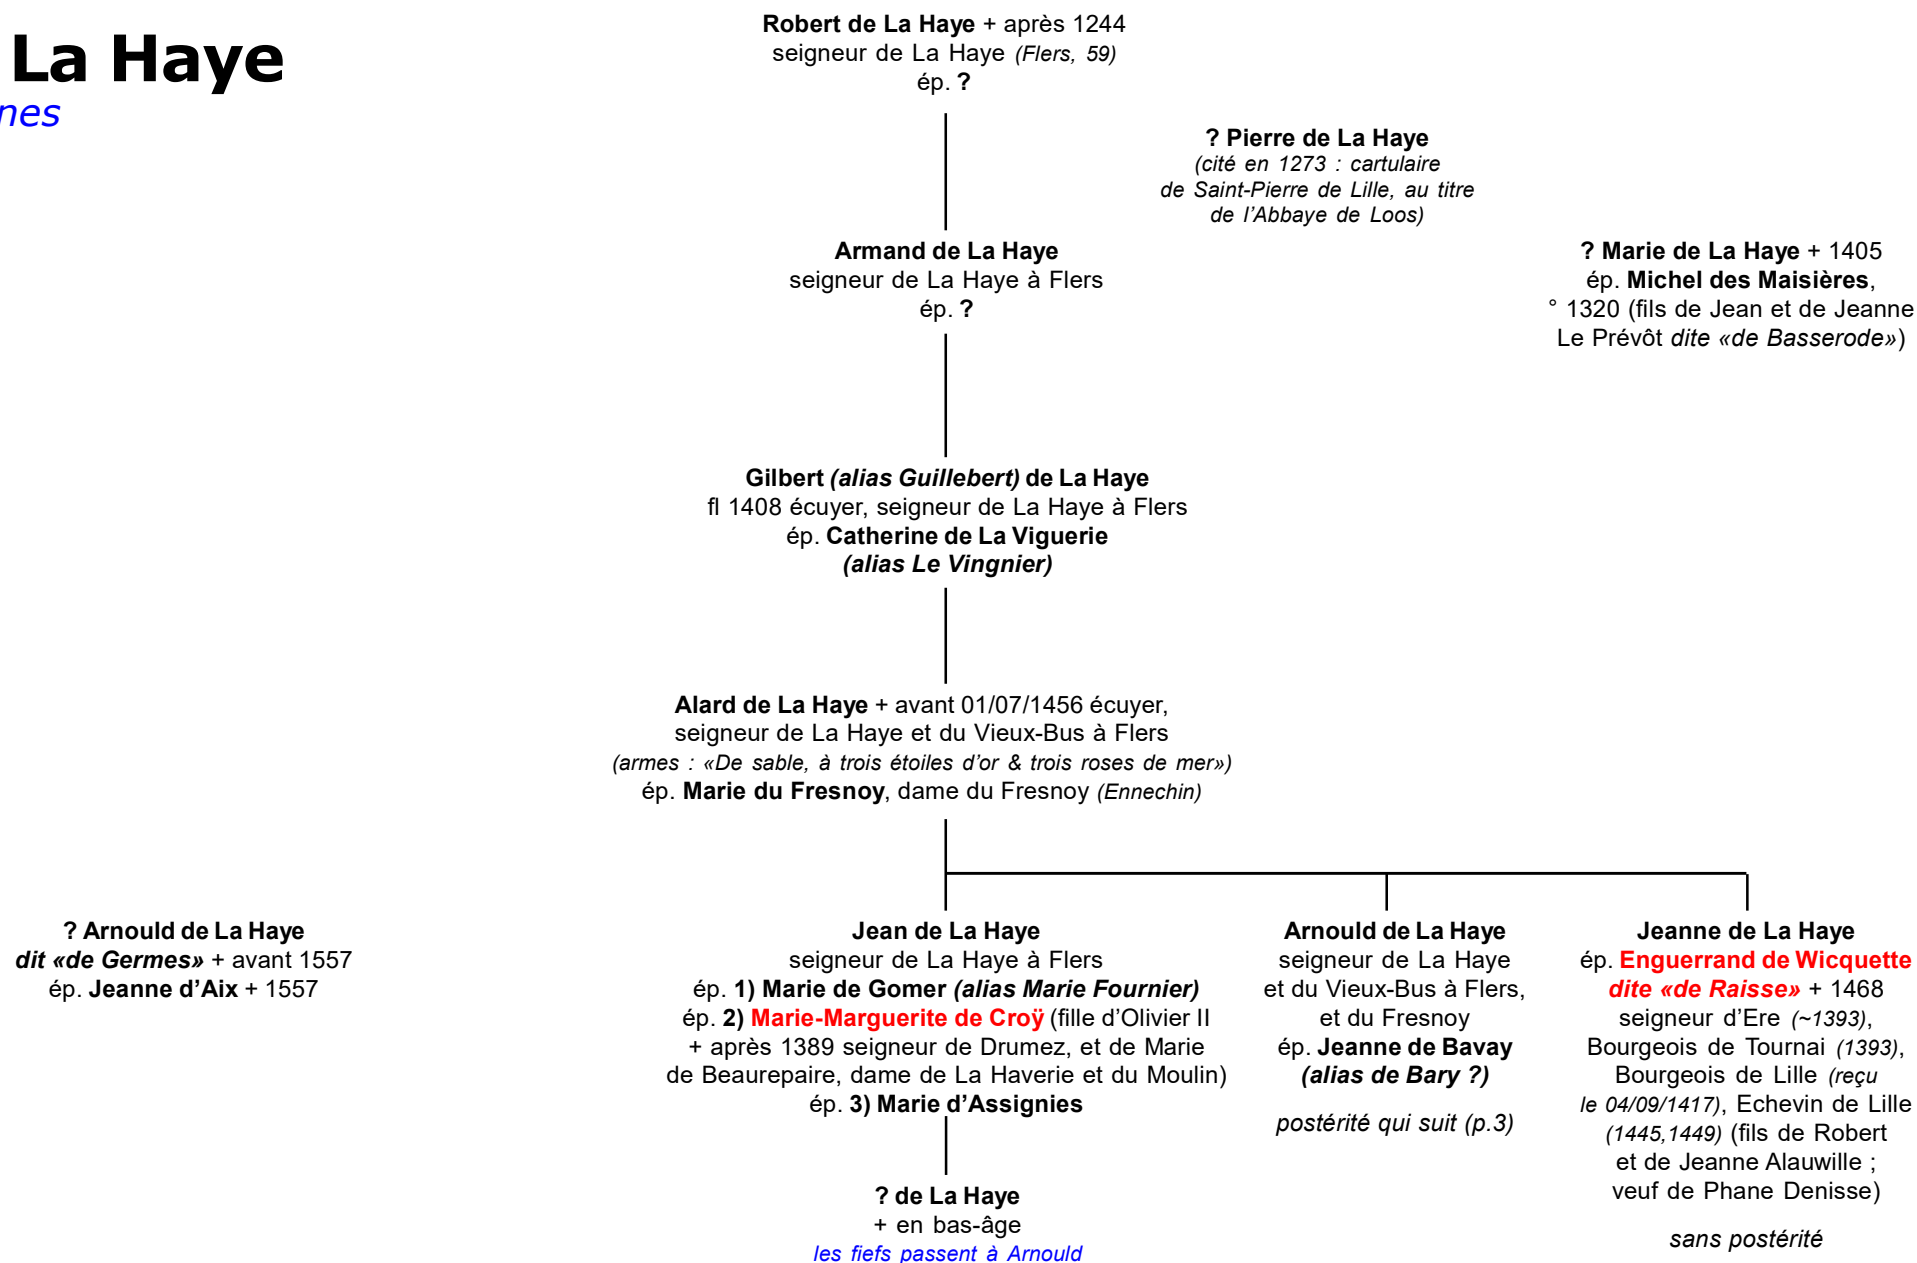 La Haye
nes
Robert de La Haye + après 1244
seigneur de La Haye (Flers, 59)
ép. ?
? Pierre de La Haye
(cité en 1273 : cartulaire
de Saint-Pierre de Lille, au titre
de l’Abbaye de Loos)
Armand de La Haye
seigneur de La Haye à Flers
ép. ?
? Marie de La Haye + 1405
ép. Michel des Maisières,
° 1320 (fils de Jean et de Jeanne
Le Prévôt dite «de Basserode»)
Gilbert (alias Guillebert) de La Haye
fl 1408 écuyer, seigneur de La Haye à Flers
ép. Catherine de La Viguerie
(alias Le Vingnier)
Alard de La Haye + avant 01/07/1456 écuyer,
seigneur de La Haye et du Vieux-Bus à Flers
(armes : «De sable, à trois étoiles d’or & trois roses de mer»)
ép. Marie du Fresnoy, dame du Fresnoy (Ennechin)
? Arnould de La Haye
dit «de Germes» + avant 1557
ép. Jeanne d’Aix + 1557
Jean de La Haye
seigneur de La Haye à Flers
ép. 1) Marie de Gomer (alias Marie Fournier)
ép. 2) Marie-Marguerite de Croÿ (fille d’Olivier II
+ après 1389 seigneur de Drumez, et de Marie
de Beaurepaire, dame de La Haverie et du Moulin)
ép. 3) Marie d’Assignies
? de La Haye
+ en bas-âge
les fiefs passent à Arnould
Arnould de La Haye
seigneur de La Haye
et du Vieux-Bus à Flers,
et du Fresnoy
ép. Jeanne de Bavay
(alias de Bary ?)
postérité qui suit (p.3)
Jeanne de La Haye
ép. Enguerrand de Wicquette
dite «de Raisse» + 1468
seigneur d’Ere (~1393),
Bourgeois de Tournai (1393),
Bourgeois de Lille (reçu
le 04/09/1417), Echevin de Lille
(1445,1449) (fils de Robert
et de Jeanne Alauwille ;
veuf de Phane Denisse)
sans postérité